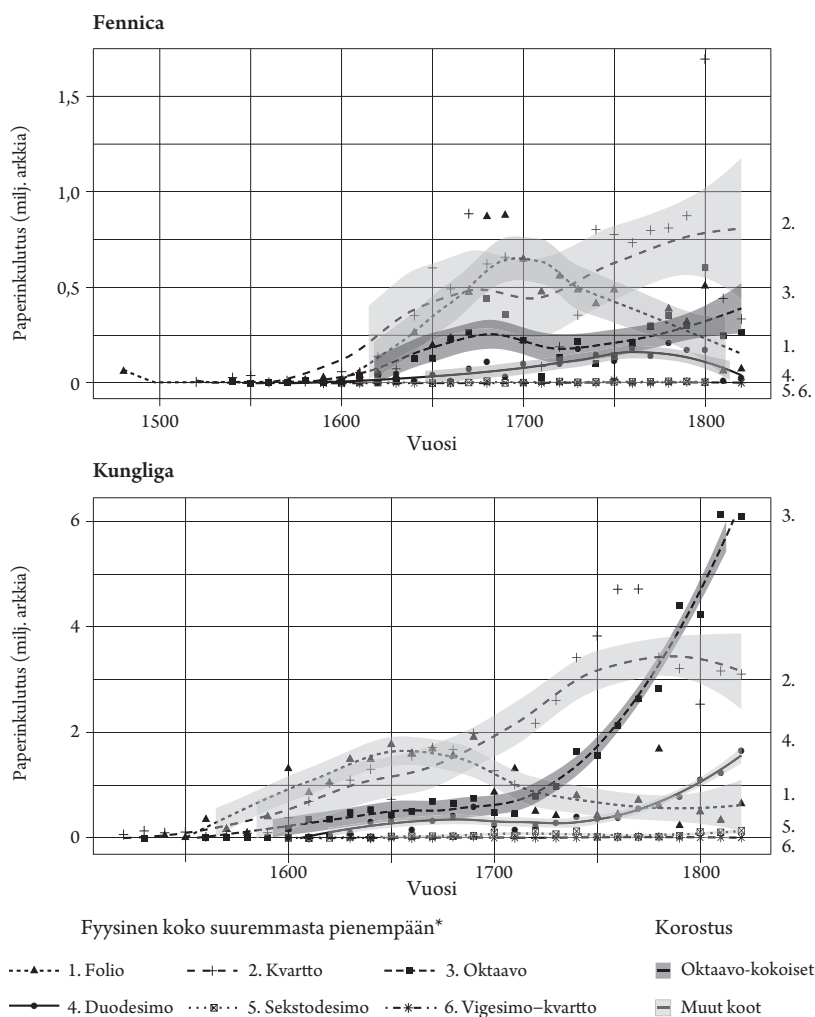 Fennica
Paperinkulutus (milj. arkkia)
1,5
1,0
0,5
0
1500 1600 1700 1800
Vuosi
2.
3.
1.
4.
5. 6.
Kungliga
Paperinkulutus (milj. arkkia)
6
4
2
0
1600 1700 1800
Vuosi
3.
2.
4.
1.
5.
6.
Fyysinen koko suuremmasta pienempään* Korostus
1. Folio 2. Kvartto 3. Oktaavo Oktaavo-kokoiset
4. Duodesimo 5. Sekstodesimo 6. Vigesimo–kvartto Muut koot